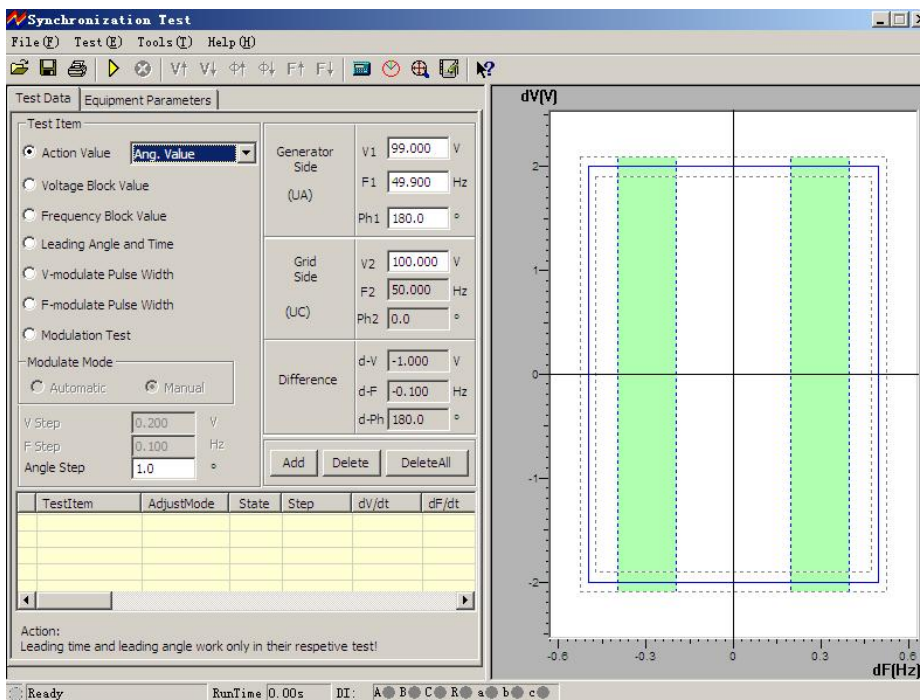 Synchronization Test
File(F) Test(E) Tools(T) Help(H)
V↑ V↓ Φ↑ Φ↓ F↑ F↓
Test Data Equipment Parameters
Test Item
Action Value Ang. Value
Voltage Block Value
Frequency Block Value
Leading Angle and Time
V-modulate Pulse Width
F-modulate Pulse Width
Modulation Test
Modulate Mode
Automatic Manual
V Step 0.200 V
F Step 0.100 Hz
Angle Step 1.0 °
Generator Side (UA)
V1 99.000 V
F1 49.900 Hz
Ph1 180.0 °
Grid Side (UC)
V2 100.000 V
F2 50.000 Hz
Ph2 0.0 °
Difference
d-V -1.000 V
d-F -0.100 Hz
d-Ph 180.0 °
Add Delete DeleteAll
TestItem AdjustMode State Step dV/dt dF/dt
Action:
Leading time and leading angle work only in their respetive test!
dV(V)
2
1
0
-1
-2
-0.6 -0.3 0 0.3 0.6
dF(Hz)
Ready RunTime 0.00s DI: A B C R a b c